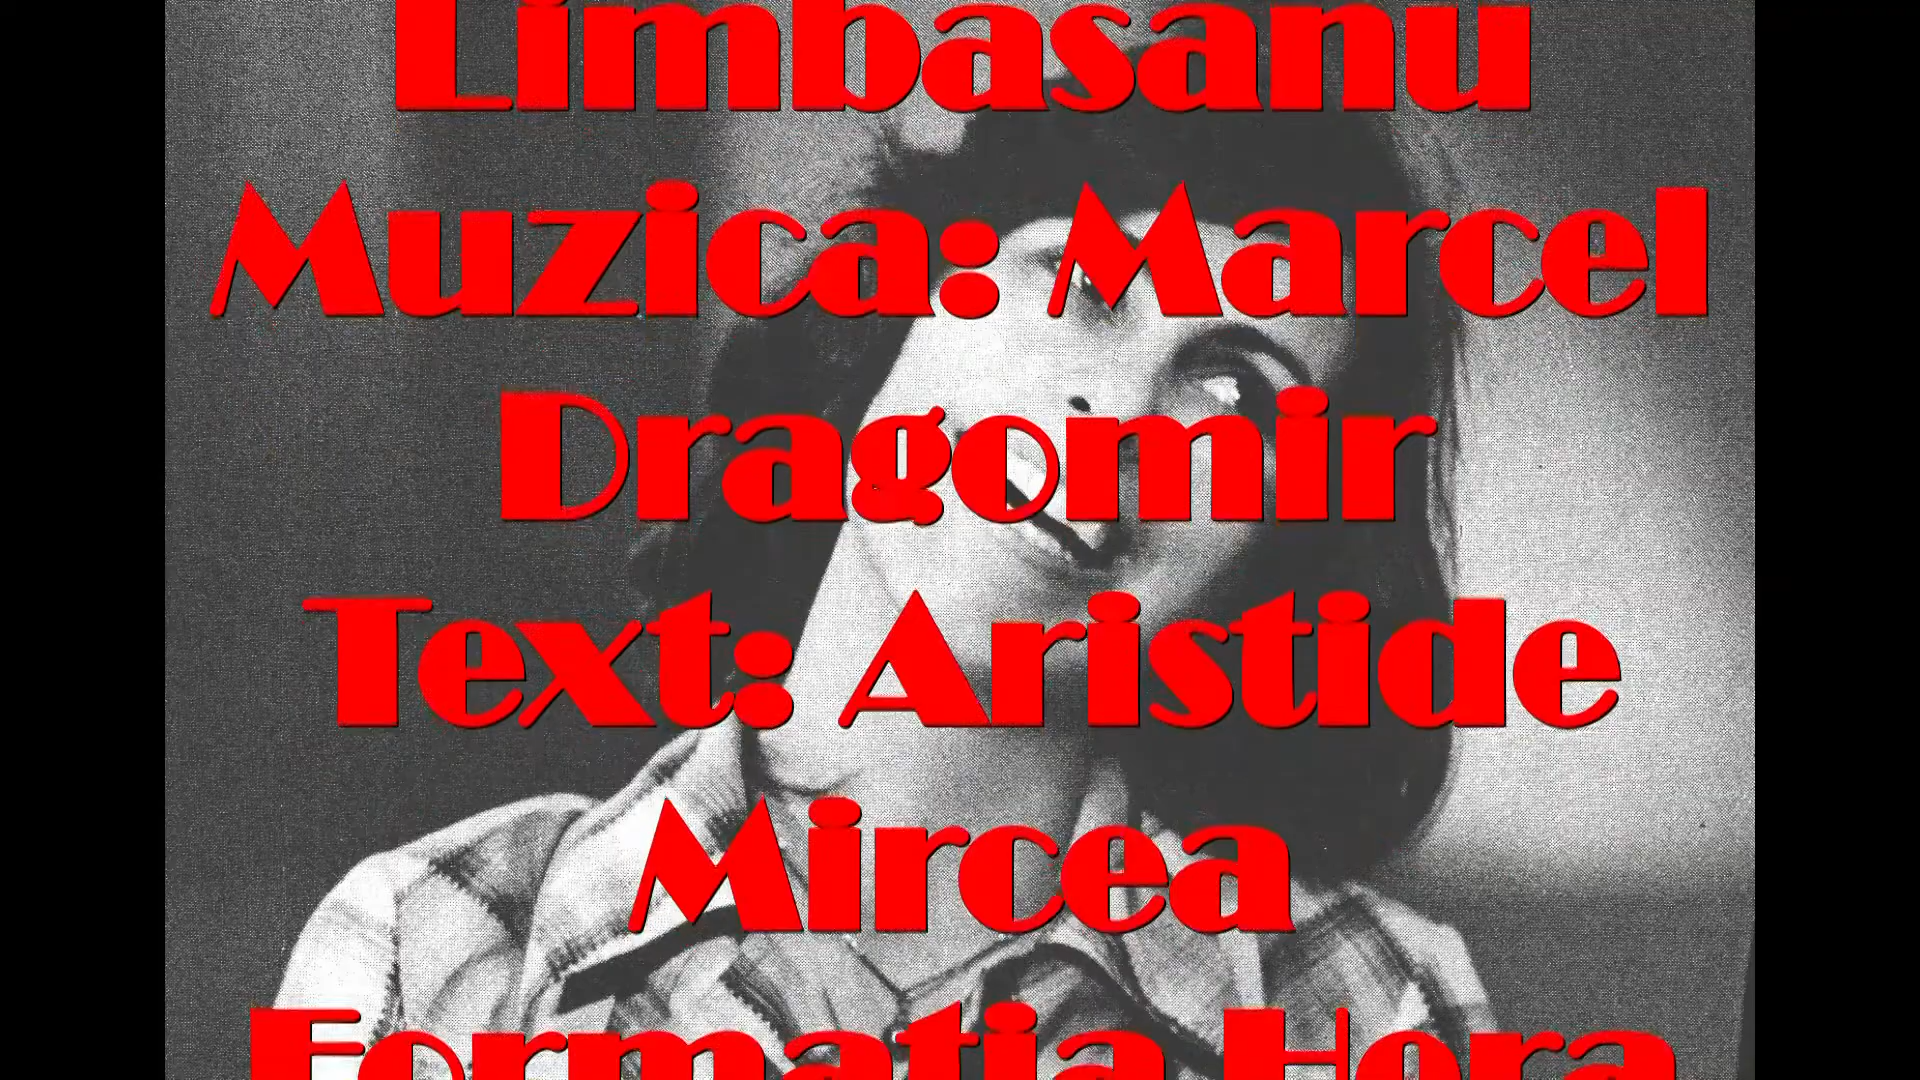 Limbasanu
Muzica: Marcel
Dragomir
Text: Aristide
Mircea
Formatia Hora